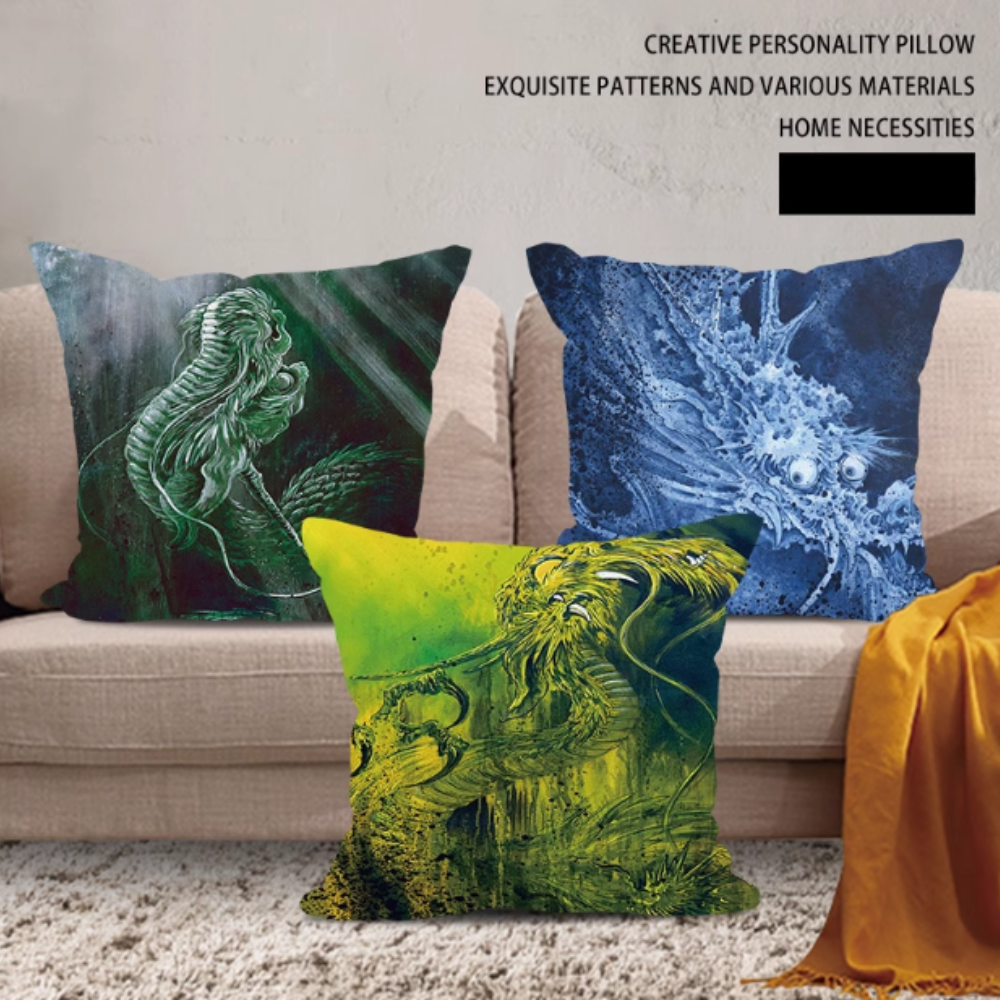 CREATIVE PERSONALITY PILLOW
EXQUISITE PATTERNS AND VARIOUS MATERIALS
HOME NECESSITIES